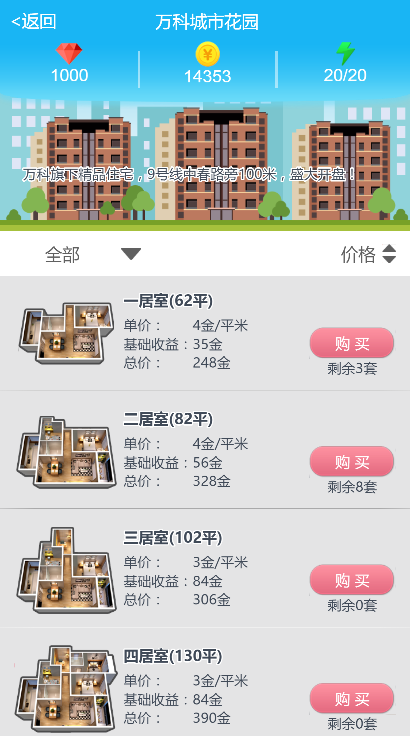 <返回 万科城市花园
1000 14353 20/20
万科旗下精品住宅，9号线中春路旁100米，盛大开盘！
全部 价格
一居室(62平)
单价： 4金/平米
基础收益：35金
总价： 248金
购 买
剩余3套
二居室(82平)
单价： 4金/平米
基础收益：56金
总价： 328金
购 买
剩余8套
三居室(102平)
单价： 3金/平米
基础收益：84金
总价： 306金
购 买
剩余0套
四居室(130平)
单价： 3金/平米
基础收益：84金
总价： 390金
购 买
剩余0套